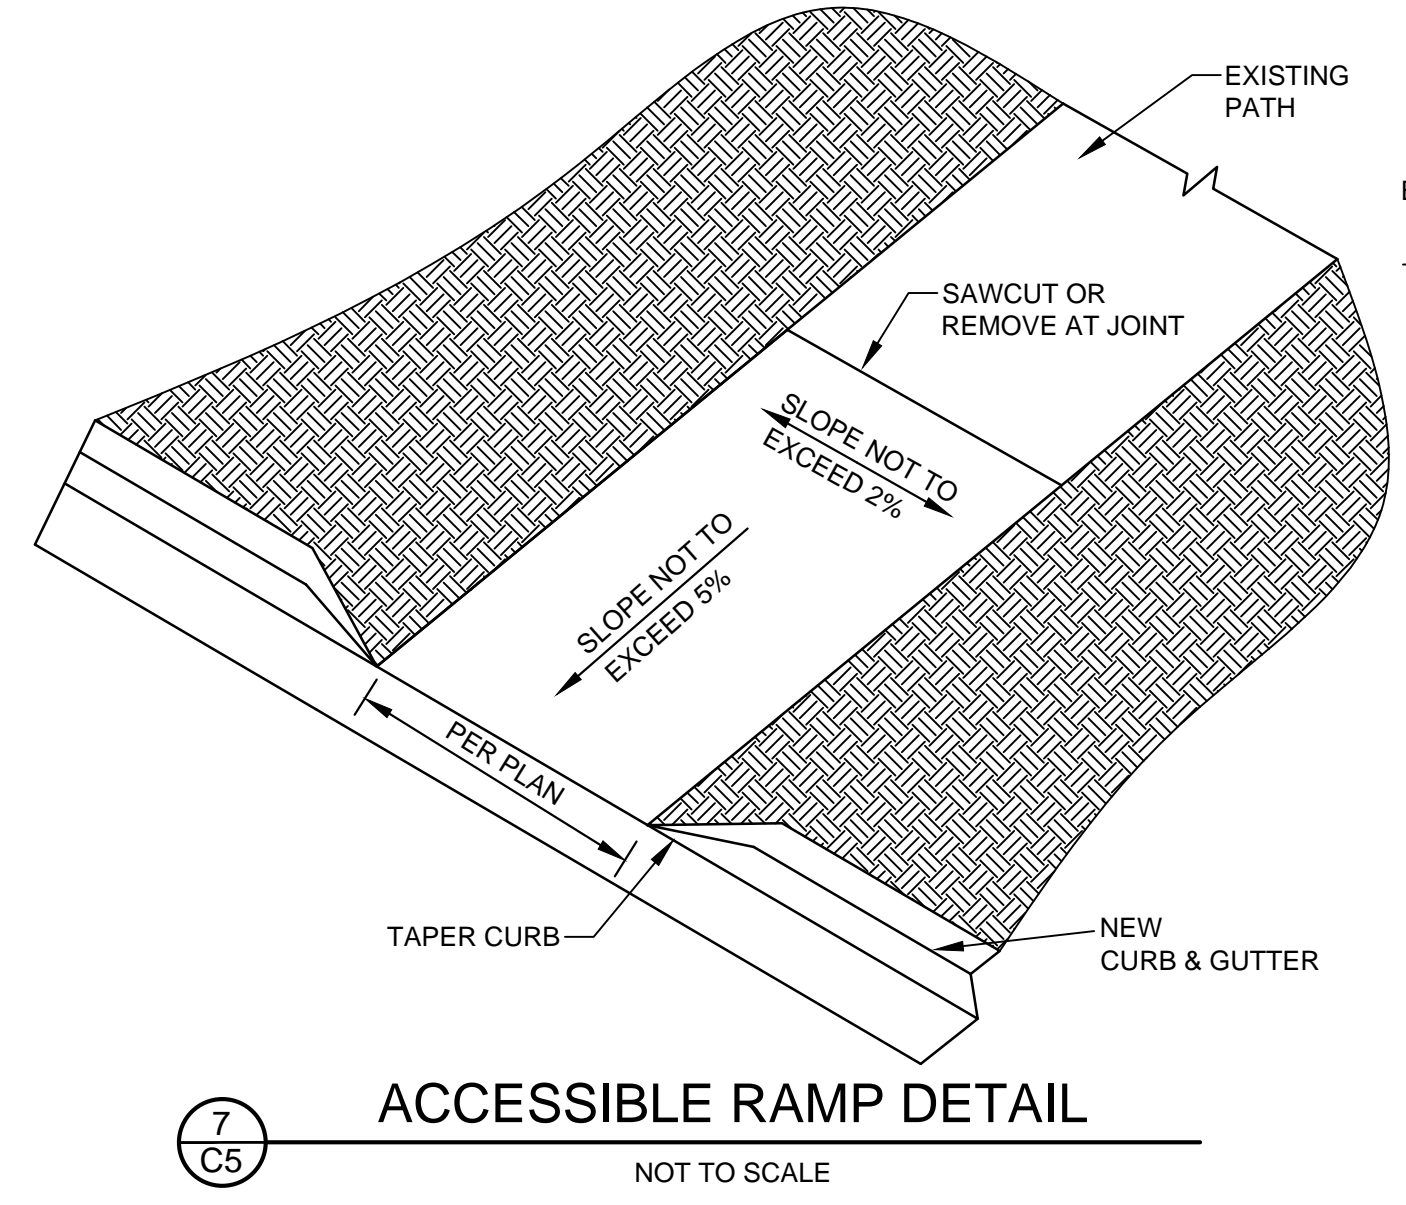 EXISTING
PATH
SAWCUT OR
REMOVE AT JOINT
SLOPE NOT TO
EXCEED 2%
SLOPE NOT TO
EXCEED 5%
PER PLAN
TAPER CURB
NEW
CURB & GUTTER
7
C5
ACCESSIBLE RAMP DETAIL
NOT TO SCALE